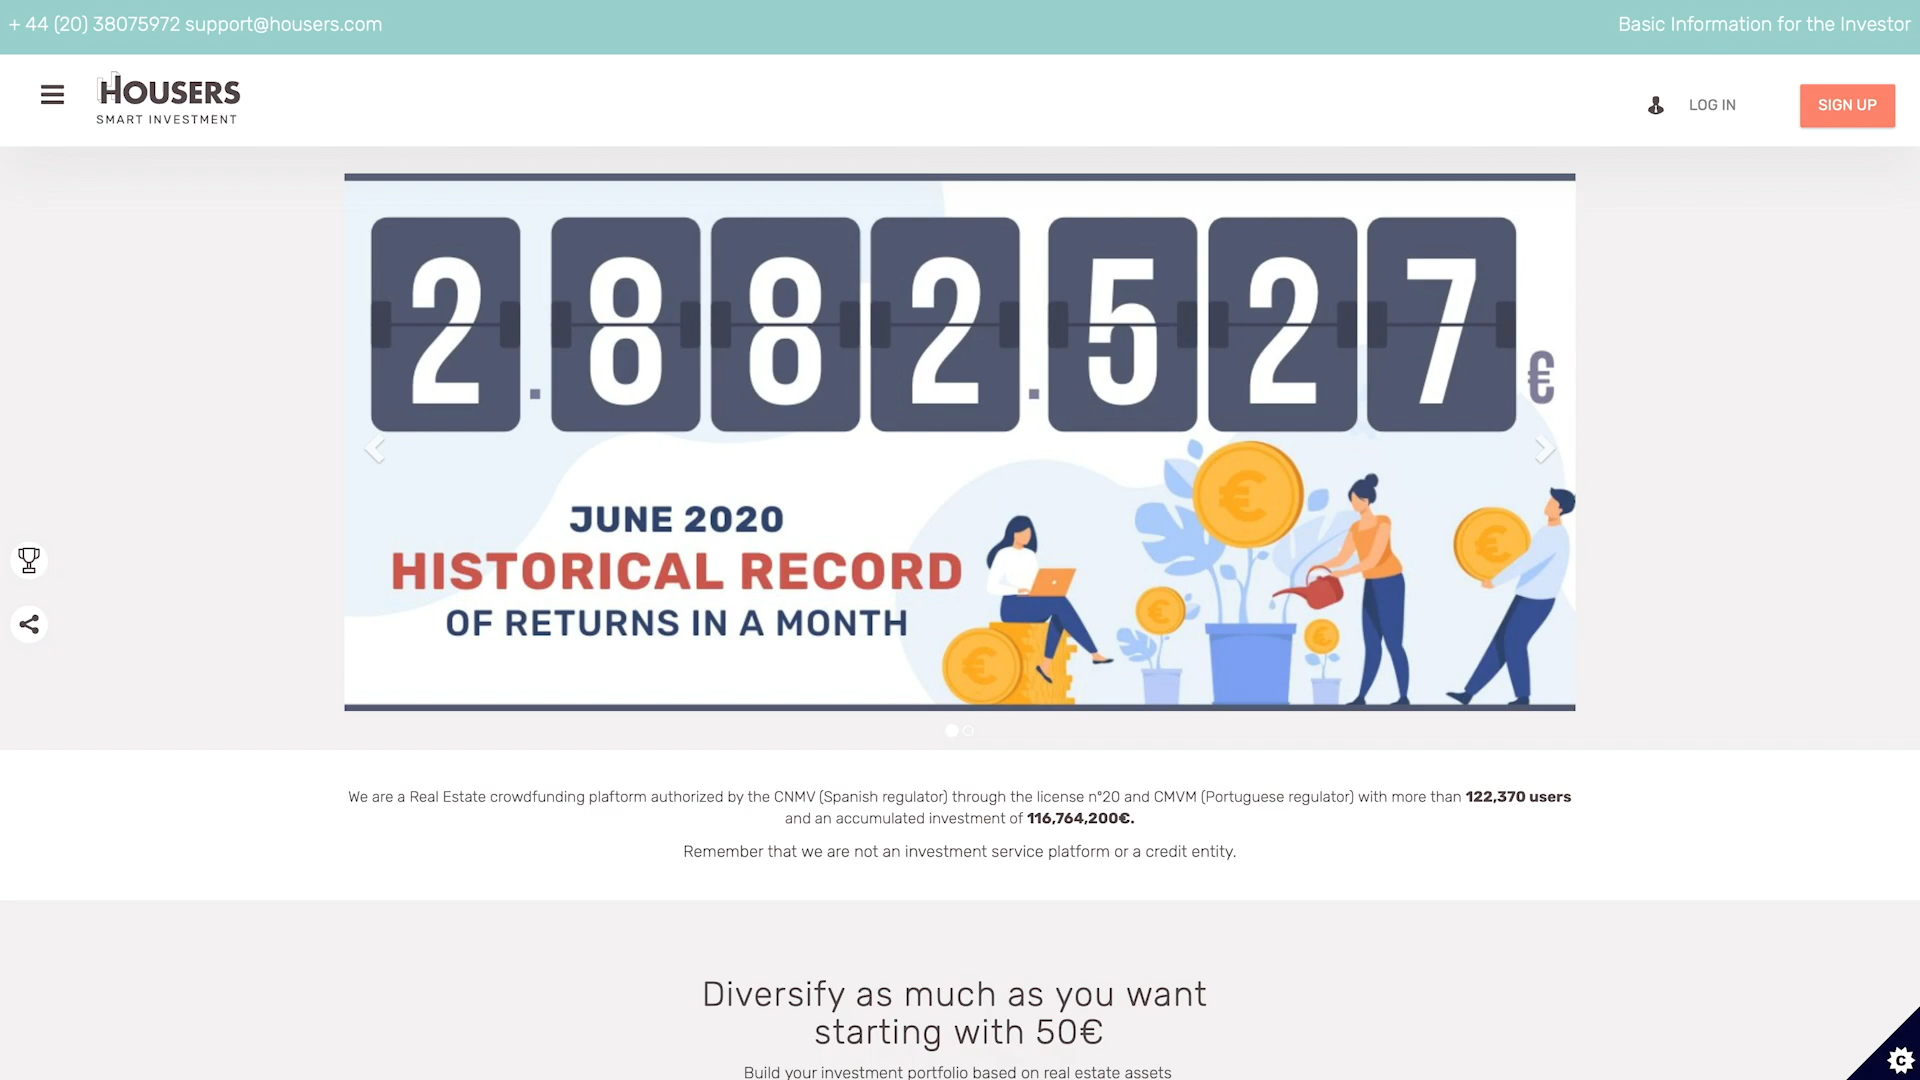 + 44 (20) 38075972 support@housers.com
Basic Information for the Investor
HOUSERS
SMART INVESTMENT
LOG IN
SIGN UP
2.882.527€
JUNE 2020
HISTORICAL RECORD
OF RETURNS IN A MONTH
We are a Real Estate crowdfunding plaftorm authorized by the CNMV (Spanish regulator) through the license nº20 and CMVM (Portuguese regulator) with more than 122,370 users
and an accumulated investment of 116,764,200€.
Remember that we are not an investment service platform or a credit entity.
Diversify as much as you want
starting with 50€
Build your investment portfolio based on real estate assets